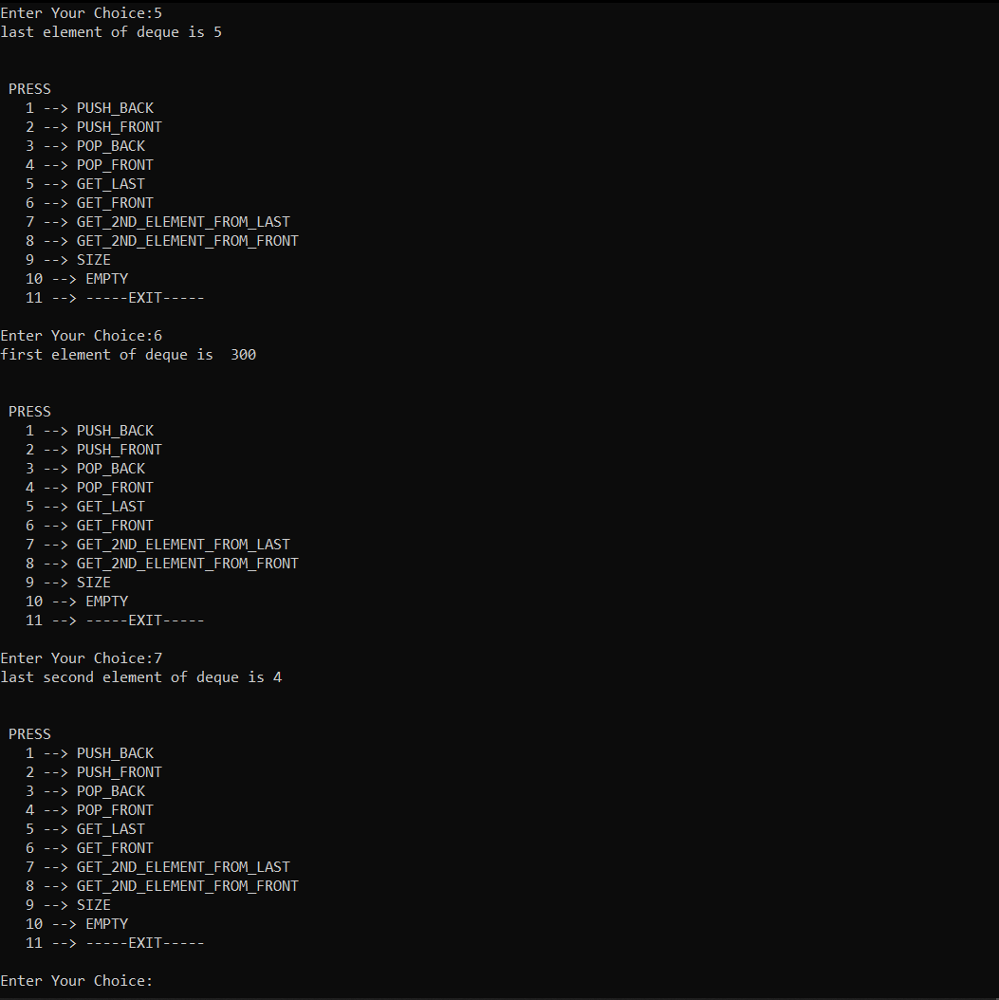 Enter Your Choice:5
last element of deque is 5
PRESS
1 --> PUSH_BACK
2 --> PUSH_FRONT
3 --> POP_BACK
4 --> POP_FRONT
5 --> GET_LAST
6 --> GET_FRONT
7 --> GET_2ND_ELEMENT_FROM_LAST
8 --> GET_2ND_ELEMENT_FROM_FRONT
9 --> SIZE
10 --> EMPTY
11 --> -----EXIT-----
Enter Your Choice:6
first element of deque is  300
PRESS
1 --> PUSH_BACK
2 --> PUSH_FRONT
3 --> POP_BACK
4 --> POP_FRONT
5 --> GET_LAST
6 --> GET_FRONT
7 --> GET_2ND_ELEMENT_FROM_LAST
8 --> GET_2ND_ELEMENT_FROM_FRONT
9 --> SIZE
10 --> EMPTY
11 --> -----EXIT-----
Enter Your Choice:7
last second element of deque is 4
PRESS
1 --> PUSH_BACK
2 --> PUSH_FRONT
3 --> POP_BACK
4 --> POP_FRONT
5 --> GET_LAST
6 --> GET_FRONT
7 --> GET_2ND_ELEMENT_FROM_LAST
8 --> GET_2ND_ELEMENT_FROM_FRONT
9 --> SIZE
10 --> EMPTY
11 --> -----EXIT-----
Enter Your Choice: